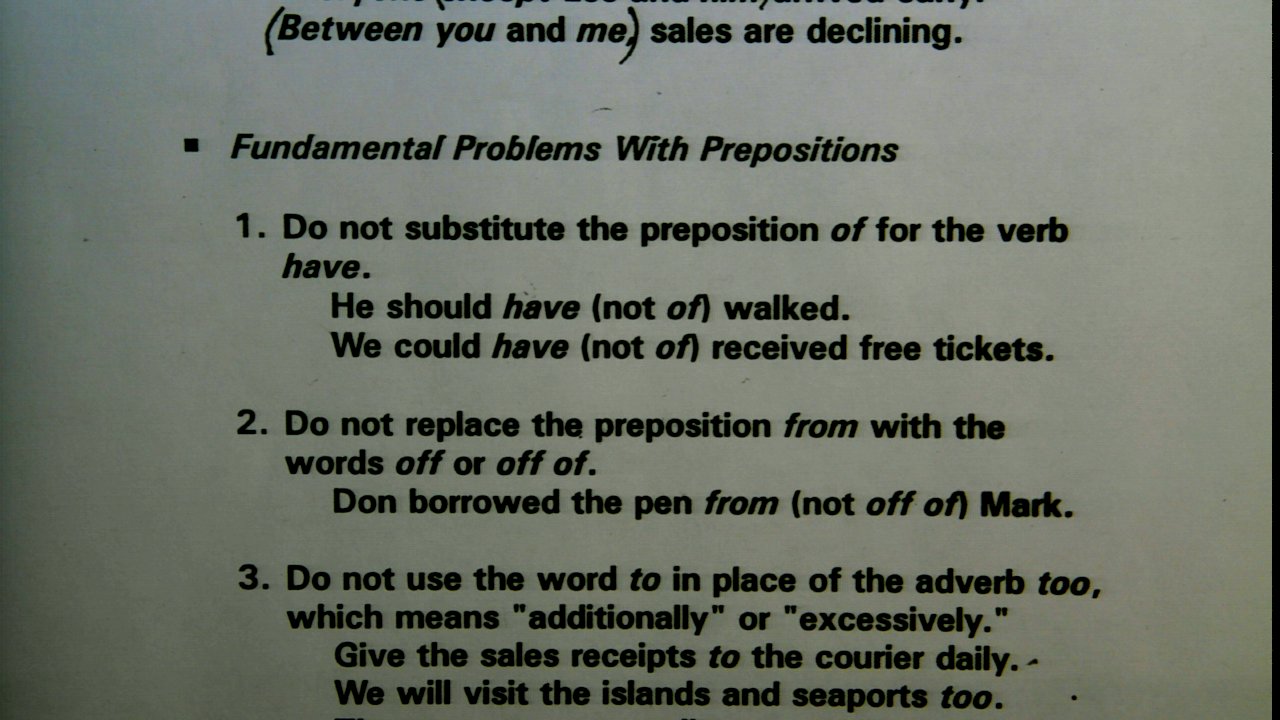 (Between you and me,) sales are declining.
▪ Fundamental Problems With Prepositions
1. Do not substitute the preposition of for the verb
have.
He should have (not of) walked.
We could have (not of) received free tickets.
2. Do not replace the preposition from with the
words off or off of.
Don borrowed the pen from (not off of) Mark.
3. Do not use the word to in place of the adverb too,
which means "additionally" or "excessively."
Give the sales receipts to the courier daily.
We will visit the islands and seaports too.